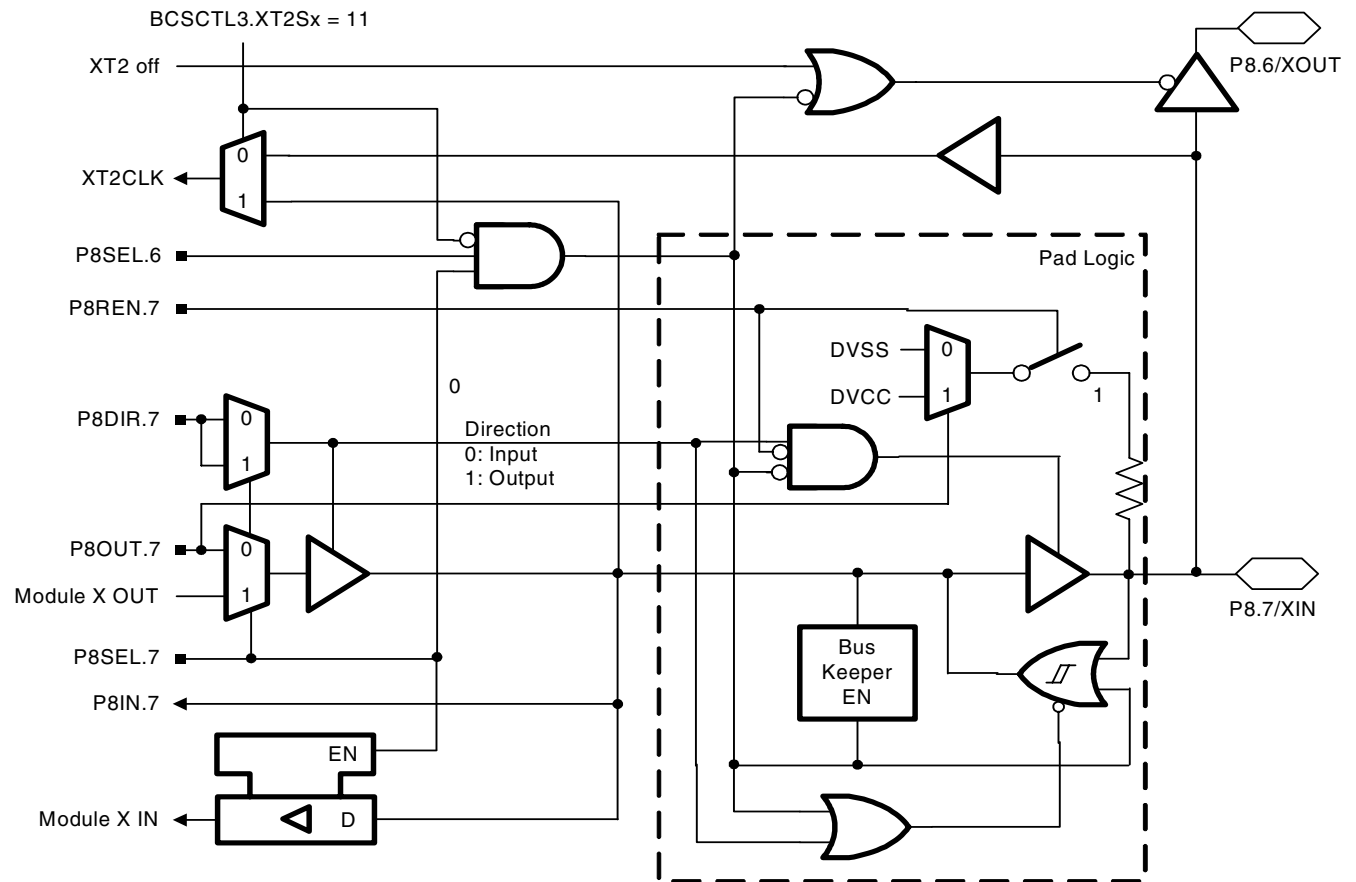 BCSCTL3.XT2Sx = 11
XT2 off
P8.6/XOUT
0
XT2CLK
1
P8SEL.6
Pad Logic
P8REN.7
DVSS
0
DVCC
1
1
0
P8DIR.7
0
1
Direction
0: Input
1: Output
P8OUT.7
0
Module X OUT
1
P8.7/XIN
P8SEL.7
Bus
Keeper
EN
P8IN.7
EN
Module X IN
D